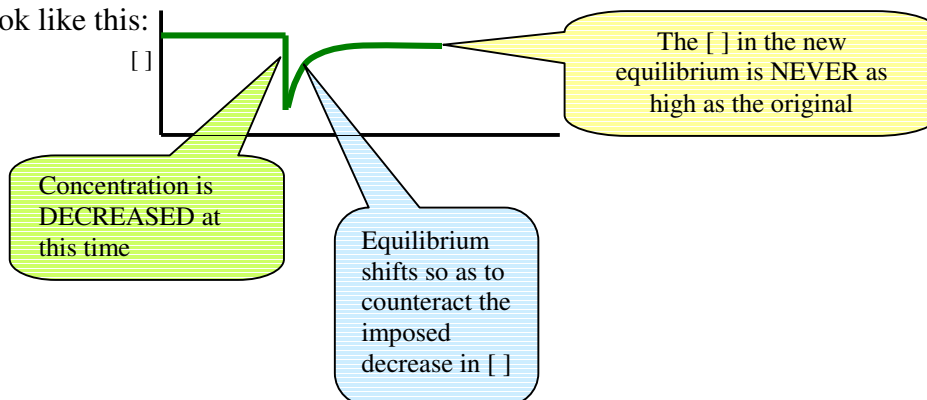 ok like this:
[ ]
The [ ] in the new
equilibrium is NEVER as
high as the original
Concentration is
DECREASED at
this time
Equilibrium
shifts so as to
counteract the
imposed
decrease in [ ]